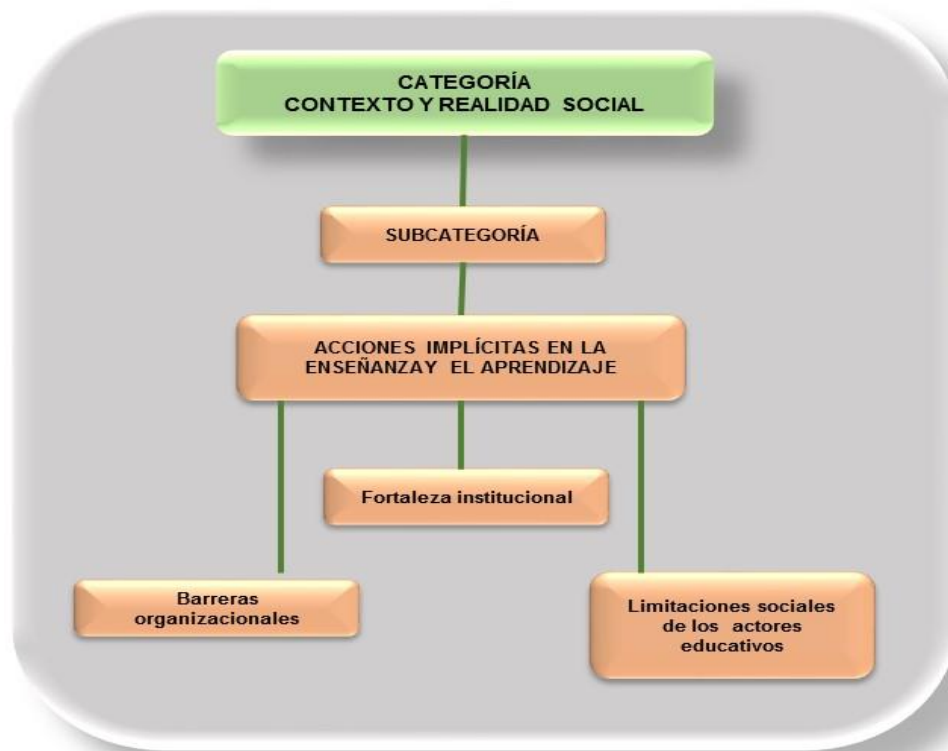 CATEGORÍA
CONTEXTO Y REALIDAD SOCIAL
SUBCATEGORÍA
ACCIONES IMPLÍCITAS EN LA
ENSEÑANZAY EL APRENDIZAJE
Fortaleza institucional
Barreras
organizacionales
Limitaciones sociales
de los actores
educativos